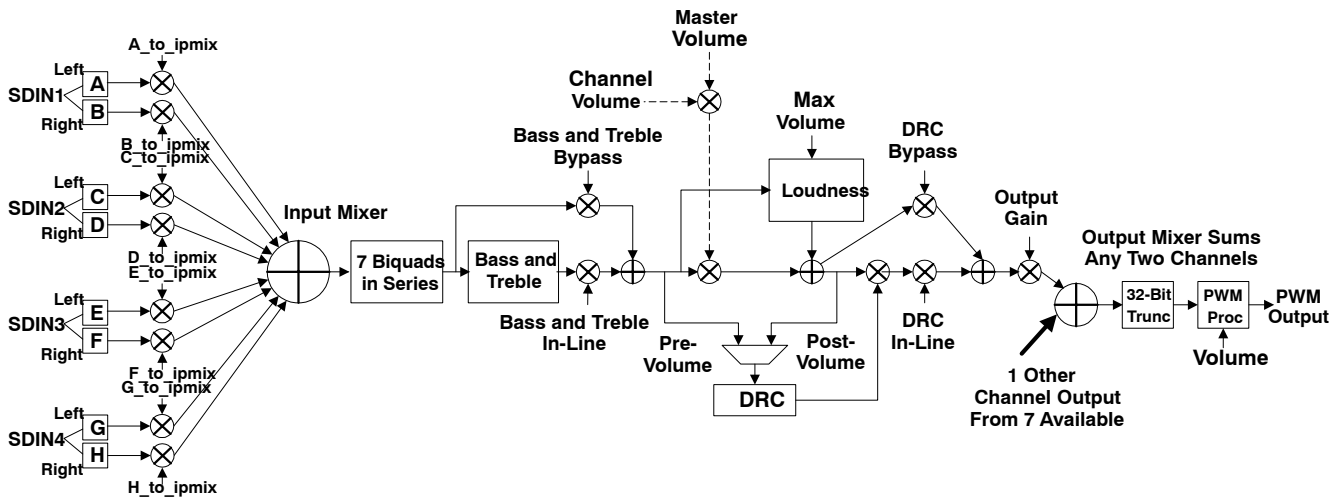 Master
Volume
A_to_ipmix
Left
A
SDIN1
B
Right
B_to_ipmix
C_to_ipmix
Left
C
SDIN2
D
Right
D_to_ipmix
E_to_ipmix
Left
E
SDIN3
F
Right
F_to_ipmix
G_to_ipmix
Left
G
SDIN4
H
Right
H_to_ipmix
Input Mixer
7 Biquads
in Series
Bass and Treble
Bypass
Bass and
Treble
Bass and Treble
In-Line
Channel
Volume
Max
Volume
Loudness
Pre-
Volume
Post-
Volume
DRC
DRC
Bypass
DRC
In-Line
Output
Gain
Output Mixer Sums
Any Two Channels
1 Other
Channel Output
From 7 Available
32-Bit
Trunc
PWM
Proc
Volume
PWM
Output